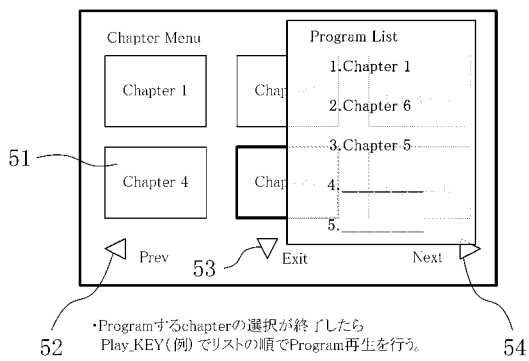 Chapter Menu
Program List
Chapter 1
Chap
1.Chapter 1
2.Chapter 6
3.Chapter 5
Chapter 4
Chap
4.
5.
Prev
Exit
Next
51
52
53
54
・Programするchapterの選択が終了したら
Play_KEY(例)でリストの順でProgram再生を行う。